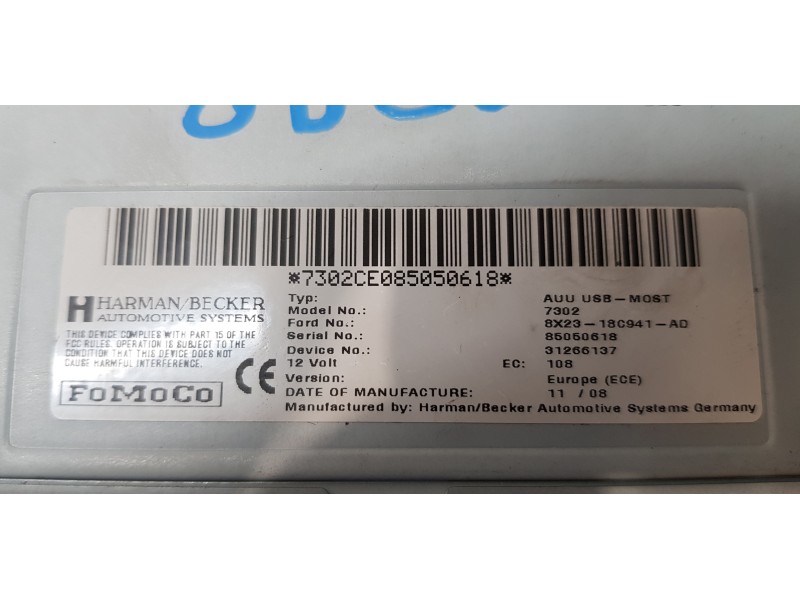 *7302CE085050618*
HARMAN/BECKER
AUTOMOTIVE SYSTEMS
THIS DEVICE COMPLIES WITH PART 15 OF THE
FCC RULES. OPERATION IS SUBJECT TO THE
CONDITION THAT THIS DEVICE DOES NOT
CAUSE HARMFUL INTERFERENCE.
CE
FoMoCo
Typ: AUU USB-MOST
Model No.: 7302
Ford No.: 8X23-18C941-AD
Serial No.: 85050618
Device No.: 31266137
12 Volt EC: 108
Version: Europe (ECE)
DATE OF MANUFACTURE: 11 / 08
Manufactured by: Harman/Becker Automotive Systems Germany